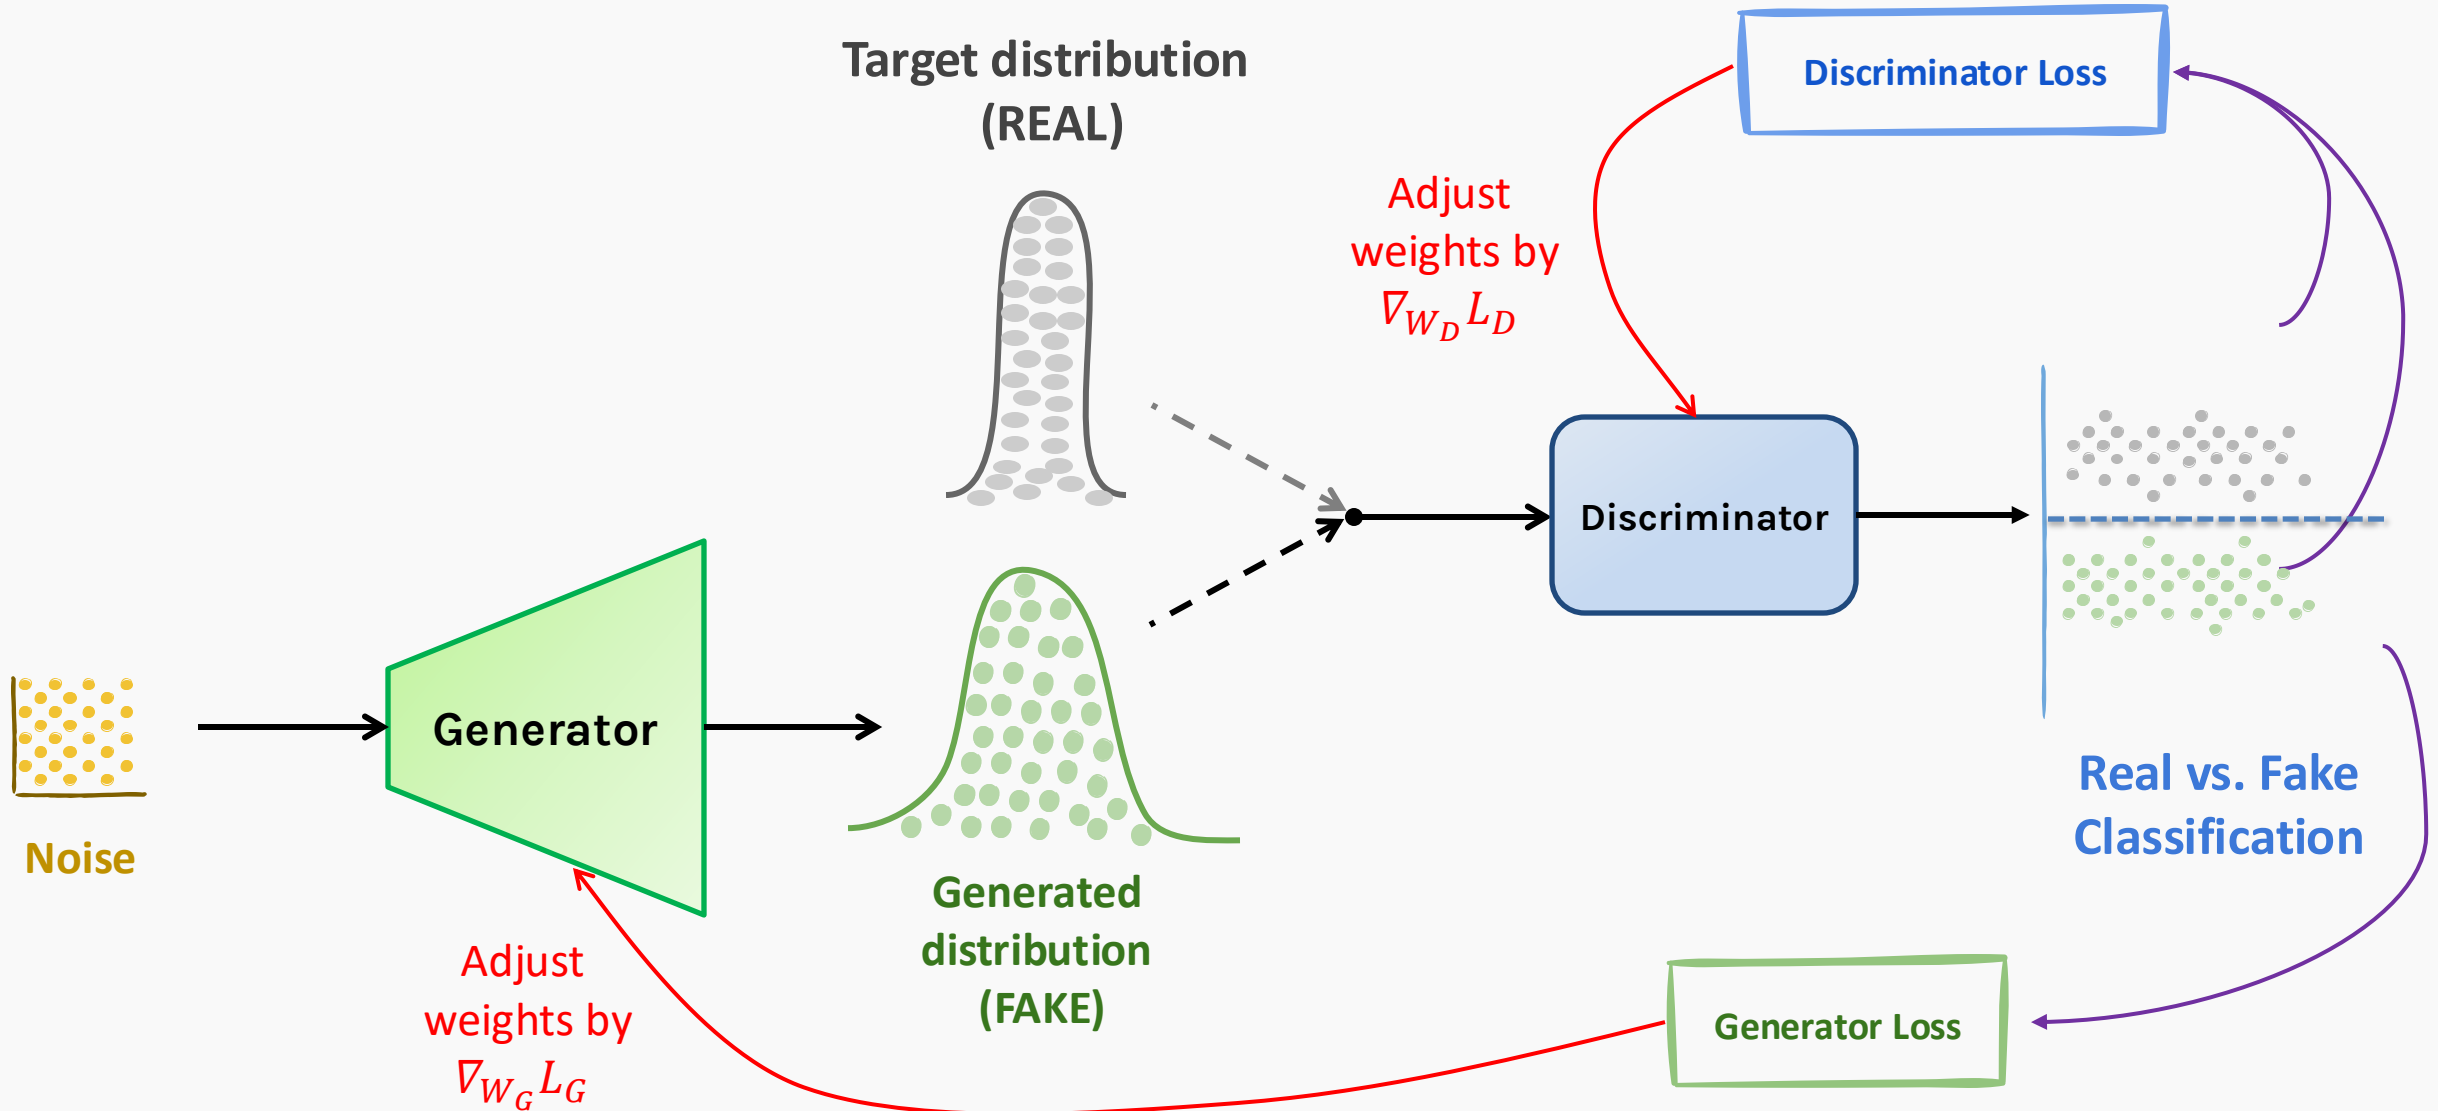 Target distribution
(REAL)
Discriminator Loss
Adjust
weights by
∇_{W_D} L_D
Discriminator
Generator
Noise
Real vs. Fake
Classification
Generated
distribution
(FAKE)
Adjust
weights by
∇_{W_G} L_G
Generator Loss